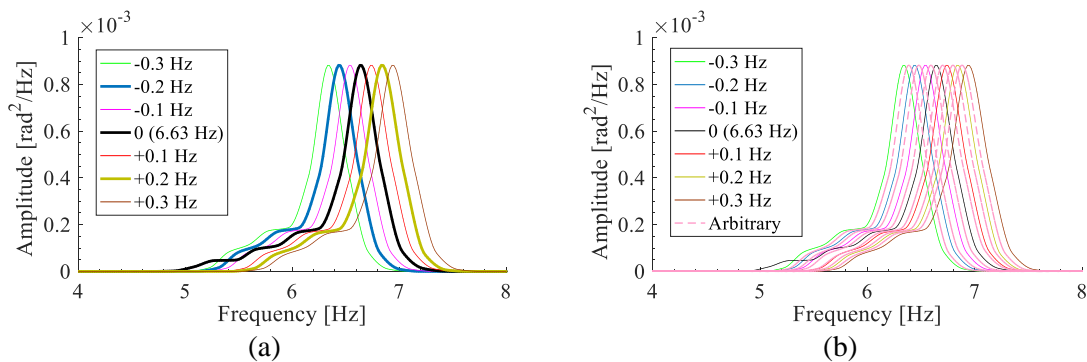 ×10⁻³
1
0.8
0.6
0.4
0.2
0
Amplitude [rad²/Hz]
-0.3 Hz
-0.2 Hz
-0.1 Hz
0 (6.63 Hz)
+0.1 Hz
+0.2 Hz
+0.3 Hz
4 5 6 7 8
Frequency [Hz]
(a)
×10⁻³
1
0.8
0.6
0.4
0.2
0
Amplitude [rad²/Hz]
-0.3 Hz
-0.2 Hz
-0.1 Hz
0 (6.63 Hz)
+0.1 Hz
+0.2 Hz
+0.3 Hz
Arbitrary
4 5 6 7 8
Frequency [Hz]
(b)